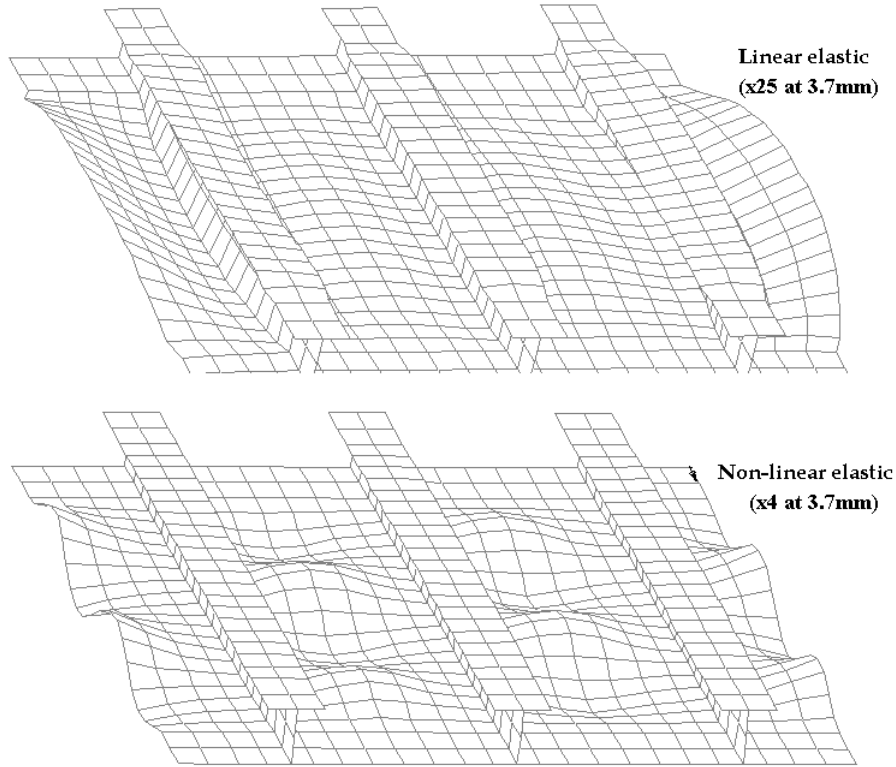 Linear elastic
(x25 at 3.7mm)
Non-linear elastic
(x4 at 3.7mm)